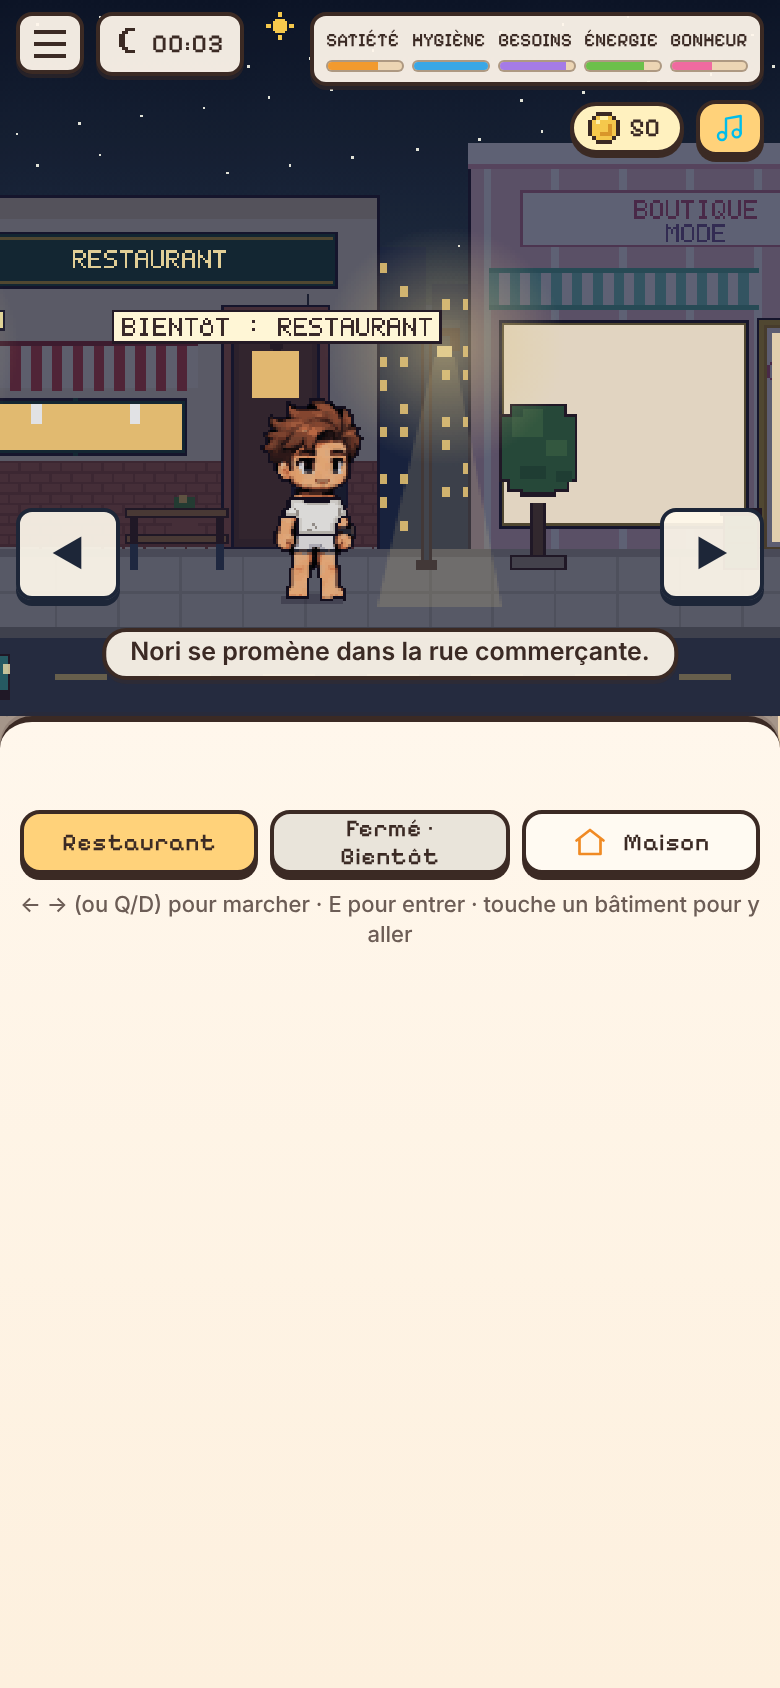 00:03
SATIÉTÉ HYGIÈNE BESOINS ÉNERGIE BONHEUR
50
BOUTIQUE
MODE
RESTAURANT
BIENTÔT : RESTAURANT
Nori se promène dans la rue commerçante.
Restaurant
Fermé ·
Bientôt
Maison
← → (ou Q/D) pour marcher · E pour entrer · touche un bâtiment pour y
aller